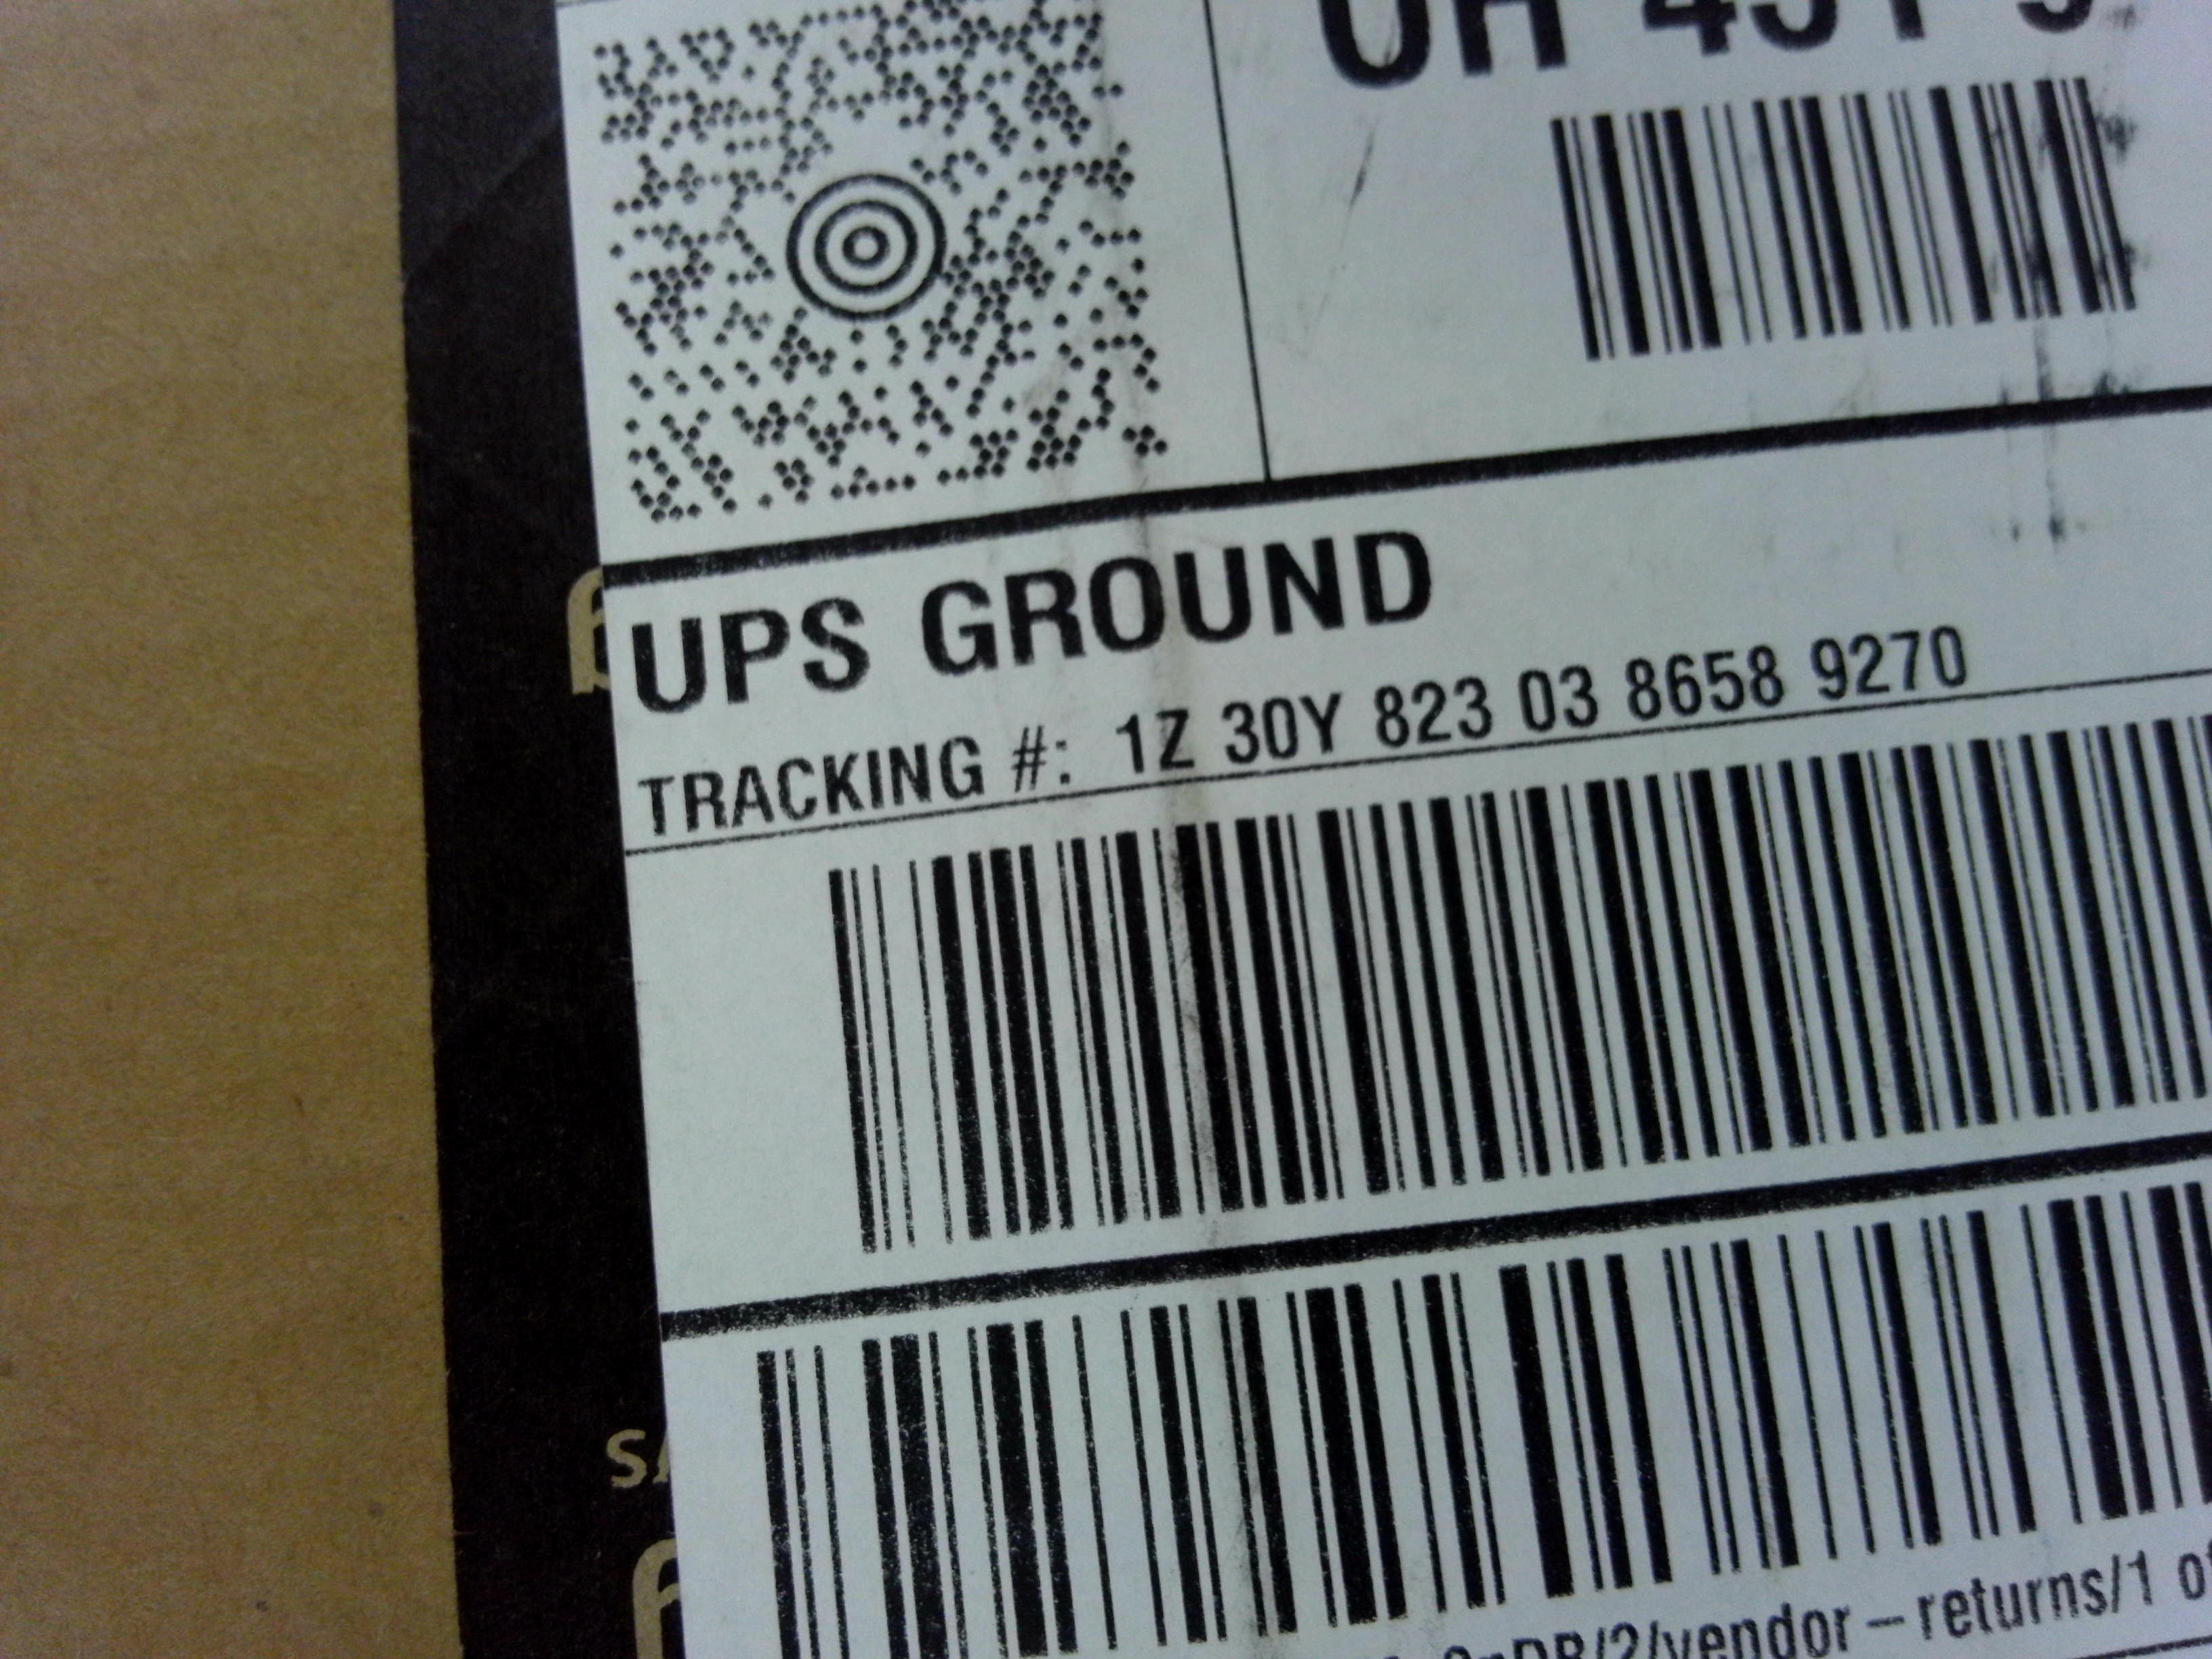 UPS GROUND
TRACKING #: 1Z 30Y 823 03 8658 9270
vendor – returns/1